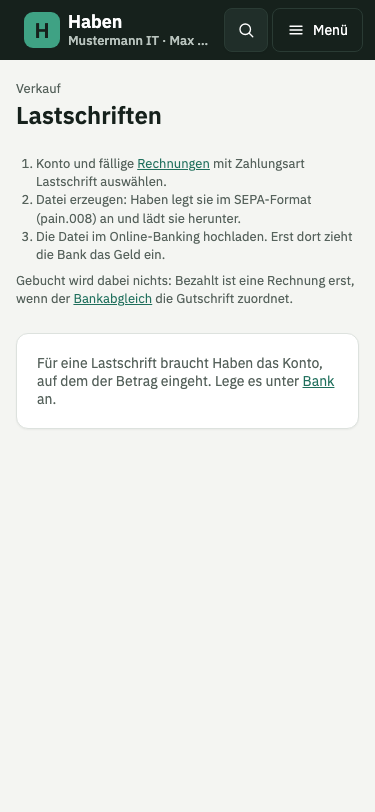 H
Haben
Mustermann IT · Max ...
Menü
Verkauf
Lastschriften
1. Konto und fällige Rechnungen mit Zahlungsart
Lastschrift auswählen.
2. Datei erzeugen: Haben legt sie im SEPA-Format
(pain.008) an und lädt sie herunter.
3. Die Datei im Online-Banking hochladen. Erst dort zieht
die Bank das Geld ein.
Gebucht wird dabei nichts: Bezahlt ist eine Rechnung erst,
wenn der Bankabgleich die Gutschrift zuordnet.
Für eine Lastschrift braucht Haben das Konto,
auf dem der Betrag eingeht. Lege es unter Bank
an.